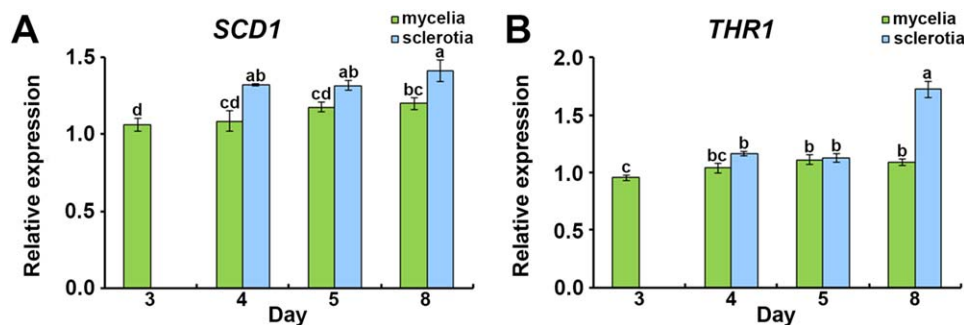 A
SCD1
mycelia
sclerotia
Relative expression
1.5
1.0
0.5
0.0
d
cd
ab
cd
ab
bc
a
3
4
5
8
Day
B
THR1
mycelia
sclerotia
Relative expression
2.0
1.5
1.0
0.5
0.0
c
bc
b
b
b
b
a
3
4
5
8
Day